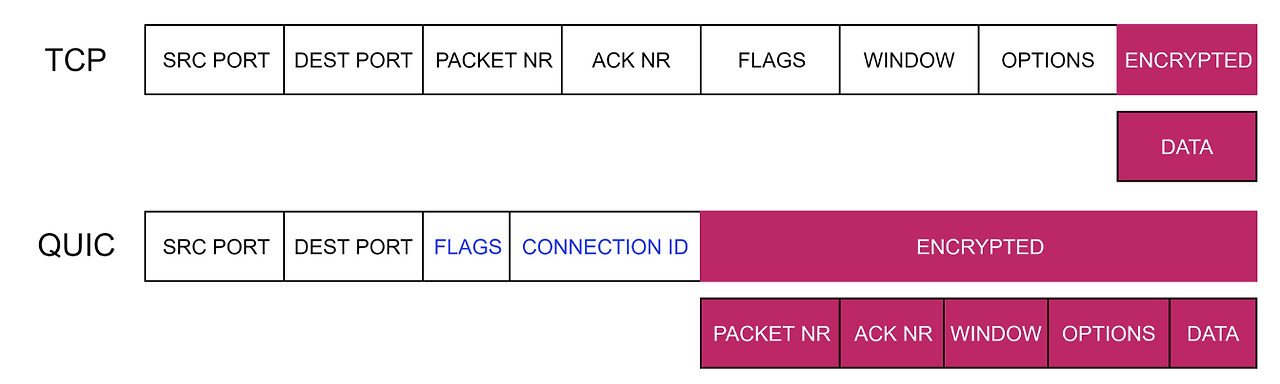 TCP SRC PORT DEST PORT PACKET NR ACK NR FLAGS WINDOW OPTIONS ENCRYPTED
DATA
QUIC SRC PORT DEST PORT FLAGS CONNECTION ID ENCRYPTED
PACKET NR ACK NR WINDOW OPTIONS DATA